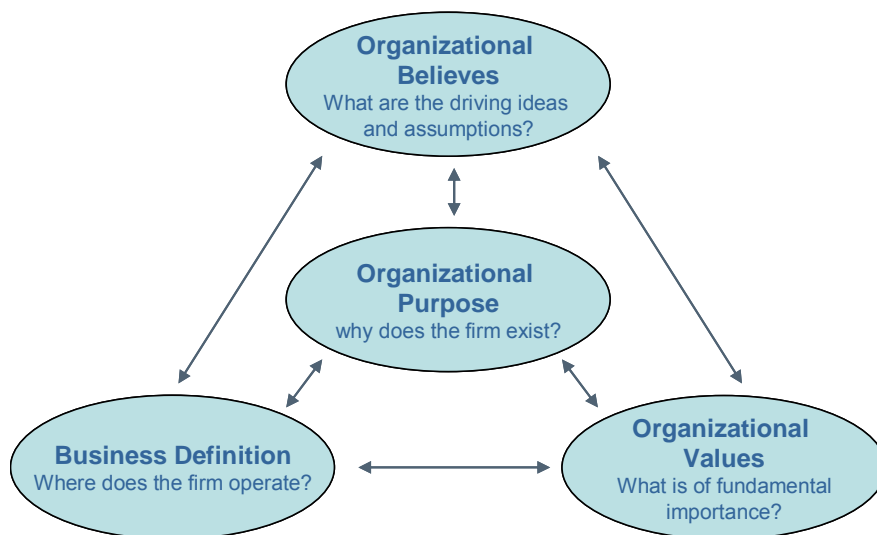 Organizational
Believes
What are the driving ideas
and assumptions?
Organizational
Purpose
why does the firm exist?
Business Definition
Where does the firm operate?
Organizational
Values
What is of fundamental
importance?